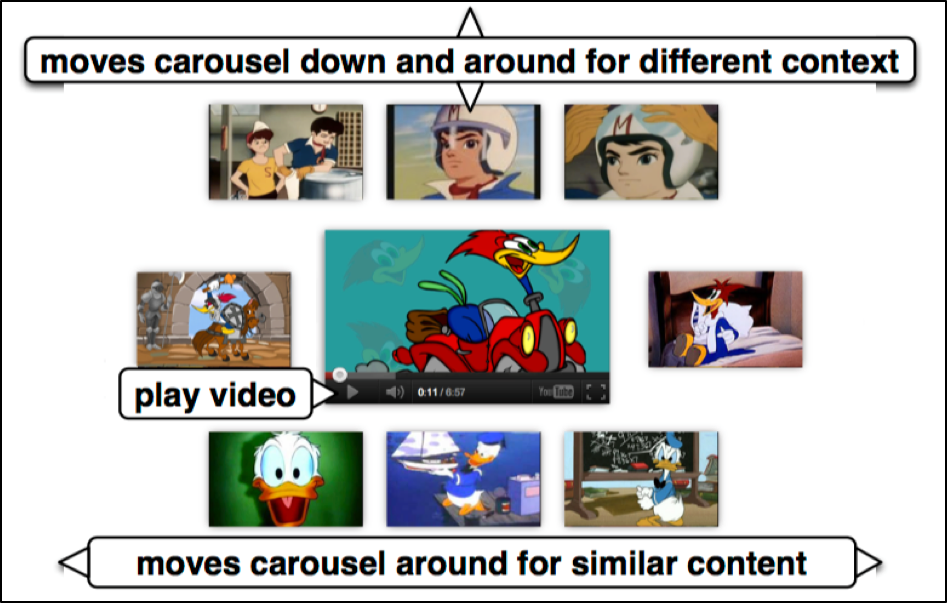 moves carousel down and around for different context
M
M
S
play video
0:11 / 6:57
YouTube
moves carousel around for similar content